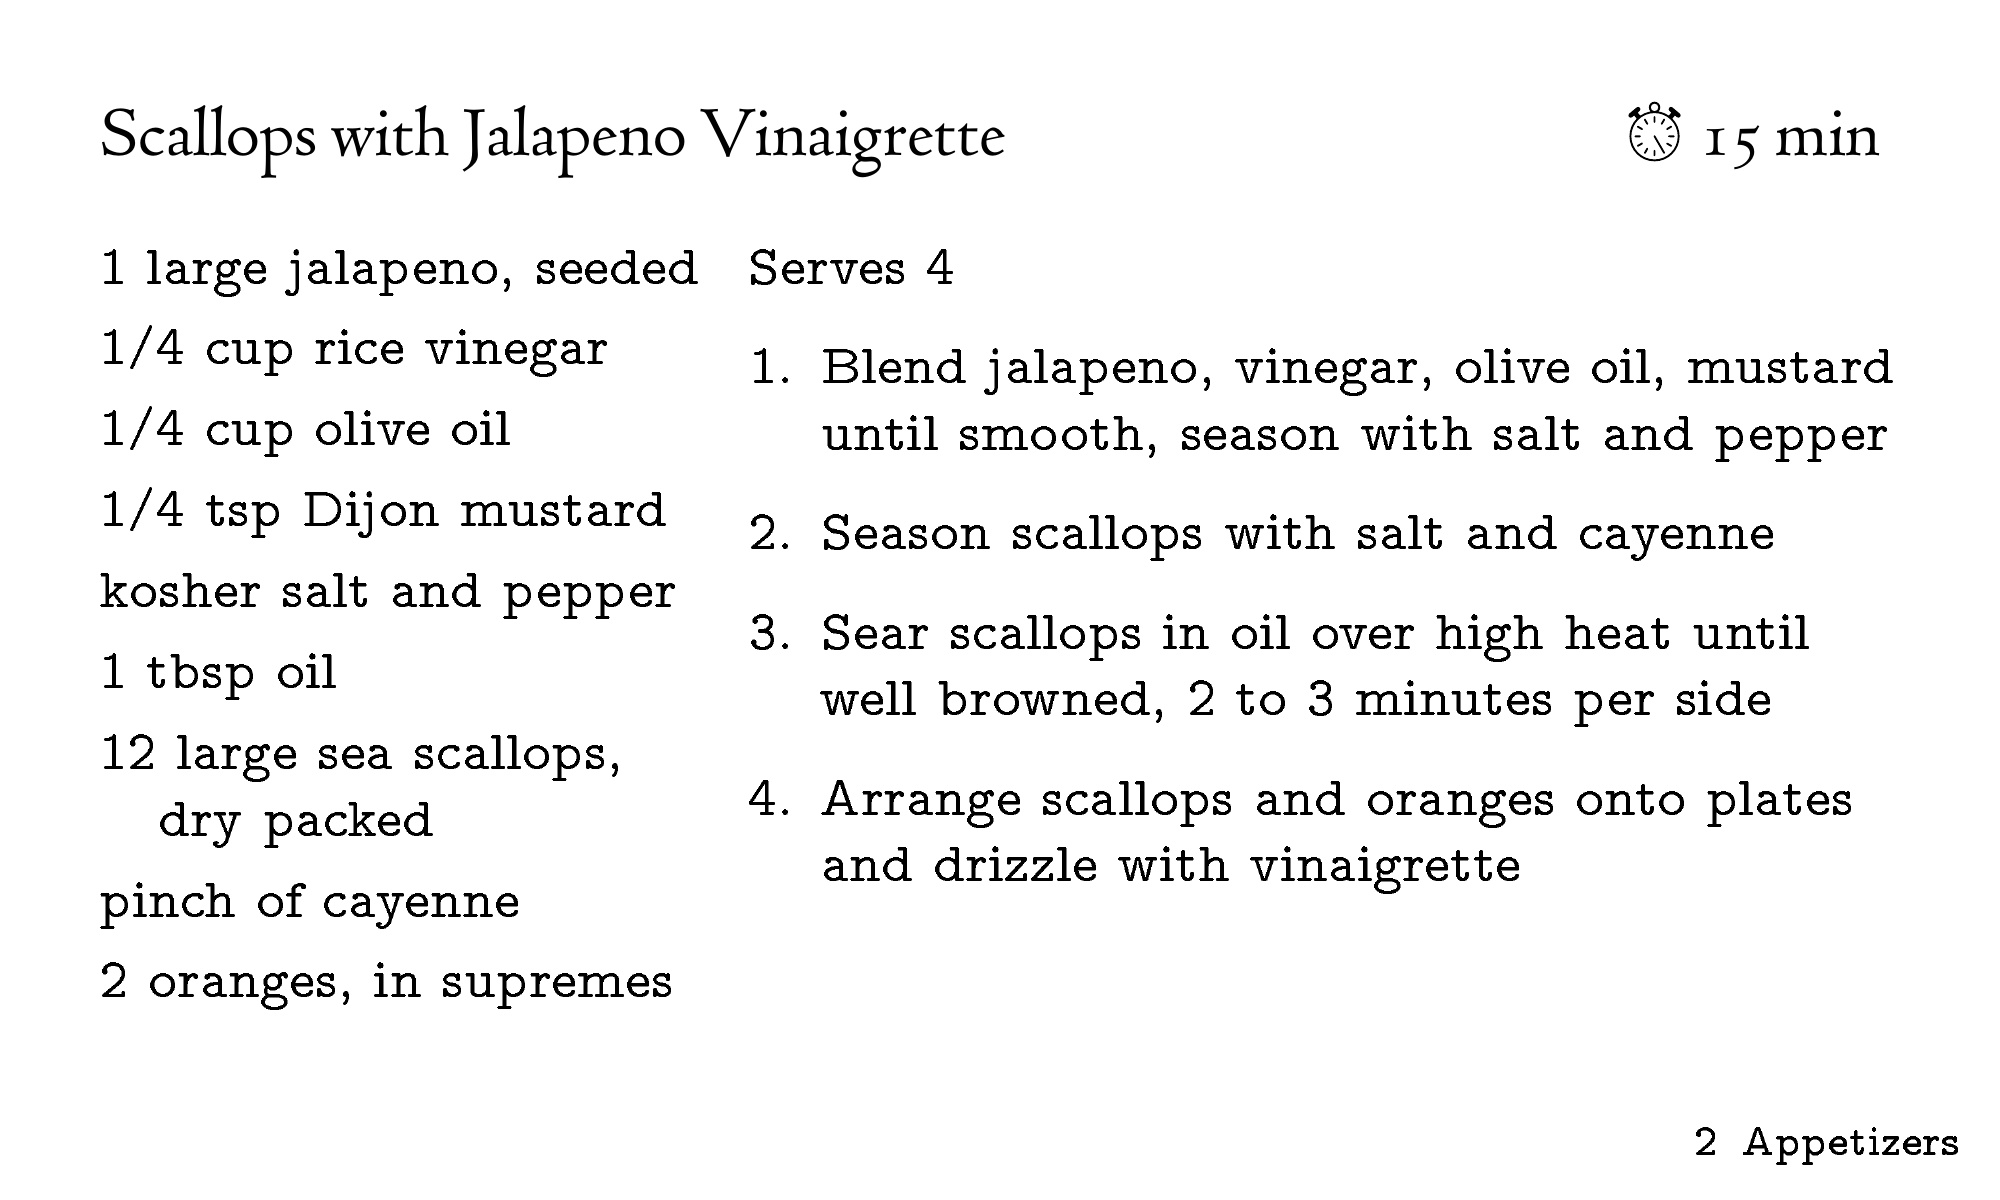 Scallops with Jalapeno Vinaigrette
15 min
1 large jalapeno, seeded
1/4 cup rice vinegar
1/4 cup olive oil
1/4 tsp Dijon mustard
kosher salt and pepper
1 tbsp oil
12 large sea scallops,
dry packed
pinch of cayenne
2 oranges, in supremes
Serves 4
1. Blend jalapeno, vinegar, olive oil, mustard
until smooth, season with salt and pepper
2. Season scallops with salt and cayenne
3. Sear scallops in oil over high heat until
well browned, 2 to 3 minutes per side
4. Arrange scallops and oranges onto plates
and drizzle with vinaigrette
2 Appetizers